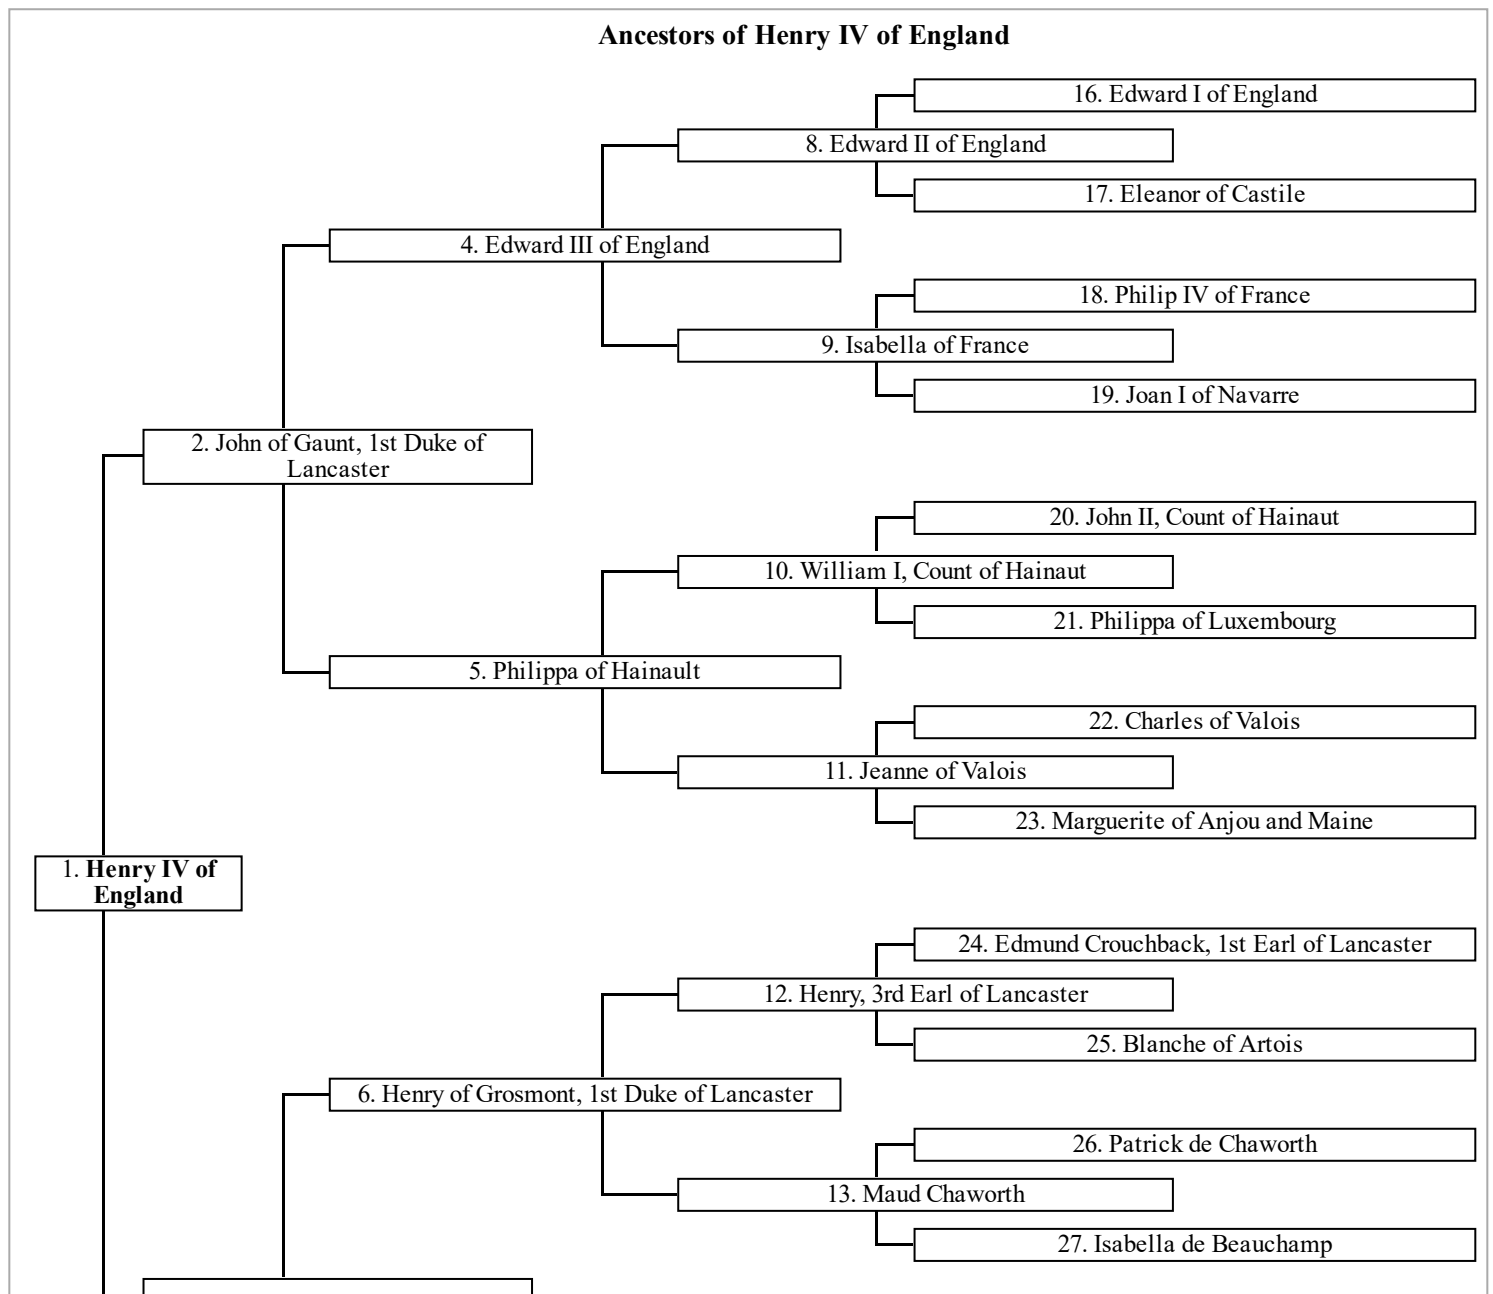 Ancestors of Henry IV of England
16. Edward I of England
8. Edward II of England
17. Eleanor of Castile
4. Edward III of England
18. Philip IV of France
9. Isabella of France
19. Joan I of Navarre
2. John of Gaunt, 1st Duke of
Lancaster
20. John II, Count of Hainaut
10. William I, Count of Hainaut
21. Philippa of Luxembourg
5. Philippa of Hainault
22. Charles of Valois
11. Jeanne of Valois
23. Marguerite of Anjou and Maine
1. Henry IV of
England
24. Edmund Crouchback, 1st Earl of Lancaster
12. Henry, 3rd Earl of Lancaster
25. Blanche of Artois
6. Henry of Grosmont, 1st Duke of Lancaster
26. Patrick de Chaworth
13. Maud Chaworth
27. Isabella de Beauchamp